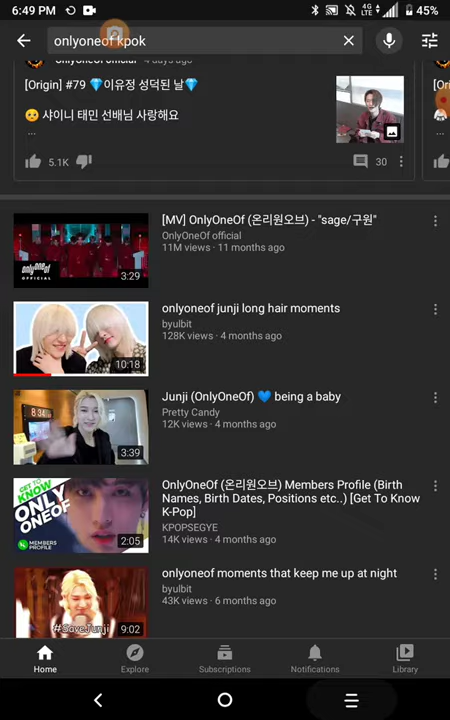 6:49 PM 4G LTE 45%
onlyoneof kpok
[Origin] #79 💎이유정 성덕된 날💎
🥺 샤이니 태민 선배님 사랑해요
...
5.1K 30
[MV] OnlyOneOf (온리원오브) - "sage/구원"
OnlyOneOf official
11M views · 11 months ago
onlyoneof
OFFICIAL
3:29
onlyoneof junji long hair moments
byulbit
128K views · 4 months ago
10:18
Junji (OnlyOneOf) 💙 being a baby
Pretty Candy
12K views · 4 months ago
8:34
3:39
OnlyOneOf (온리원오브) Members Profile (Birth
Names, Birth Dates, Positions etc..) [Get To Know
K-Pop]
KPOPSEGYE
14K views · 4 months ago
GET TO
KNOW
ONLY
ONEOF
MEMBERS
PROFILE
2:05
onlyoneof moments that keep me up at night
byulbit
43K views · 6 months ago
#SaveJunji
9:02
Home Explore Subscriptions Notifications Library